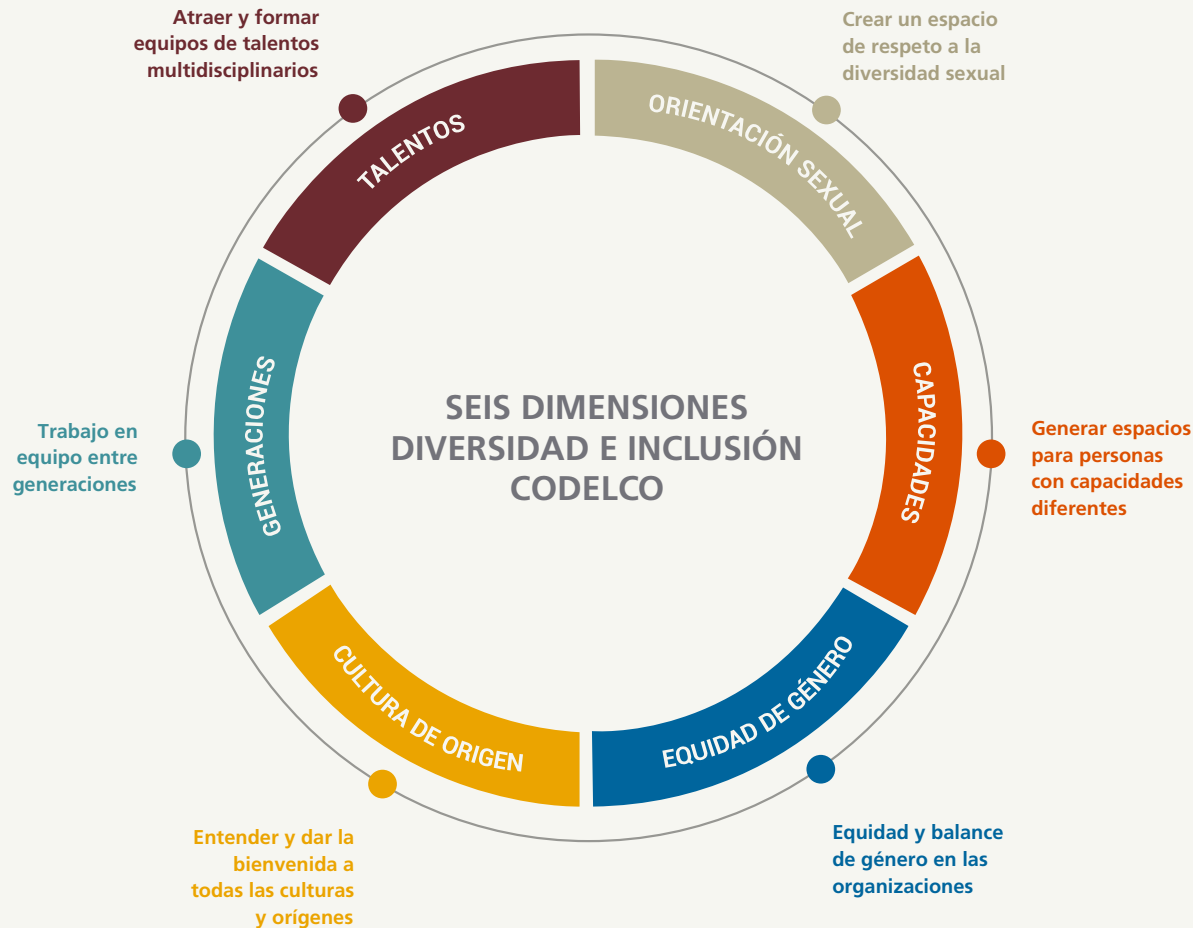 Atraer y formar
equipos de talentos
multidisciplinarios
Crear un espacio
de respeto a la
diversidad sexual
TALENTOS
ORIENTACIÓN SEXUAL
GENERACIONES
CAPACIDADES
SEIS DIMENSIONES
DIVERSIDAD E INCLUSIÓN
CODELCO
Trabajo en
equipo entre
generaciones
Generar espacios
para personas
con capacidades
diferentes
CULTURA DE ORIGEN
EQUIDAD DE GÉNERO
Entender y dar la
bienvenida a
todas las culturas
y orígenes
Equidad y balance
de género en las
organizaciones